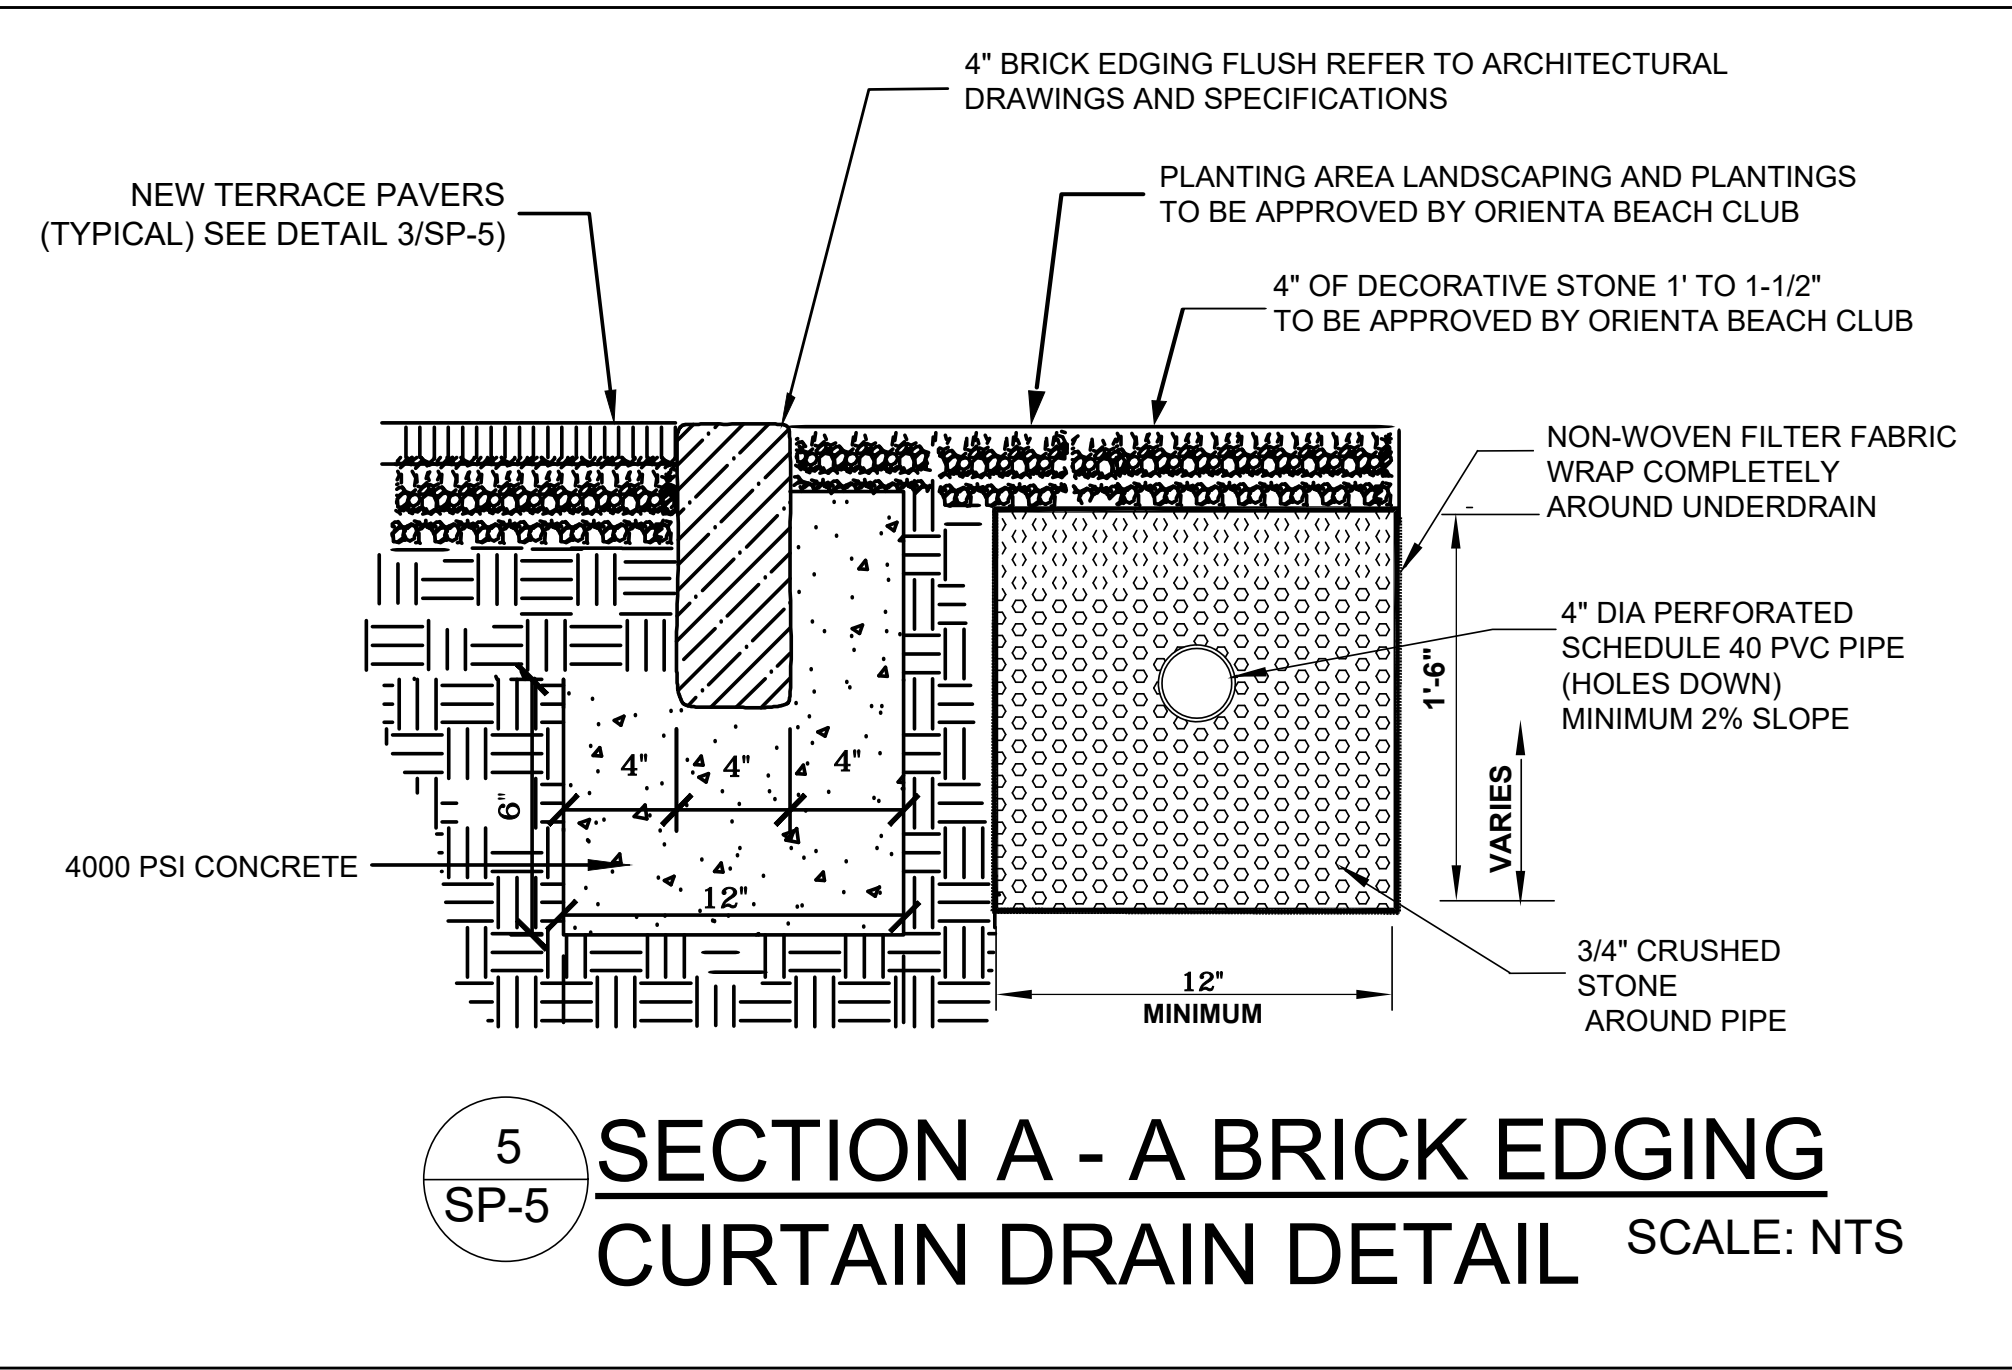 4" BRICK EDGING FLUSH REFER TO ARCHITECTURAL
DRAWINGS AND SPECIFICATIONS
NEW TERRACE PAVERS
(TYPICAL) SEE DETAIL 3/SP-5)
PLANTING AREA LANDSCAPING AND PLANTINGS
TO BE APPROVED BY ORIENTA BEACH CLUB
4" OF DECORATIVE STONE 1' TO 1-1/2"
TO BE APPROVED BY ORIENTA BEACH CLUB
NON-WOVEN FILTER FABRIC
WRAP COMPLETELY
AROUND UNDERDRAIN
-
4" DIA PERFORATED
SCHEDULE 40 PVC PIPE
(HOLES DOWN)
MINIMUM 2% SLOPE
1'-6"
VARIES
4" 4" 4"
6"
4000 PSI CONCRETE
12"
12"
MINIMUM
3/4" CRUSHED
STONE
AROUND PIPE
5
SP-5
SECTION A - A BRICK EDGING
CURTAIN DRAIN DETAIL SCALE: NTS